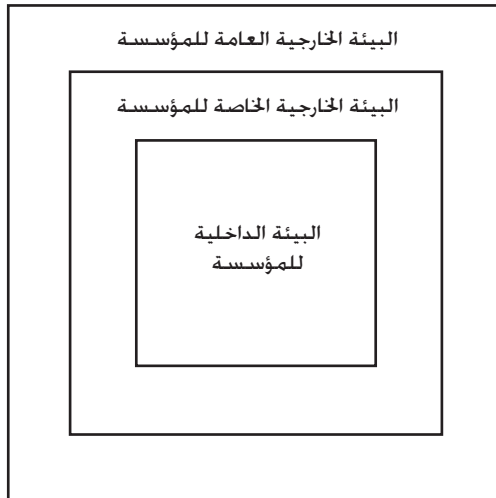 البيئة الخارجية العامة للمؤسسة
البيئة الخارجية الخاصة للمؤسسة
البيئة الداخلية
للمؤسسة